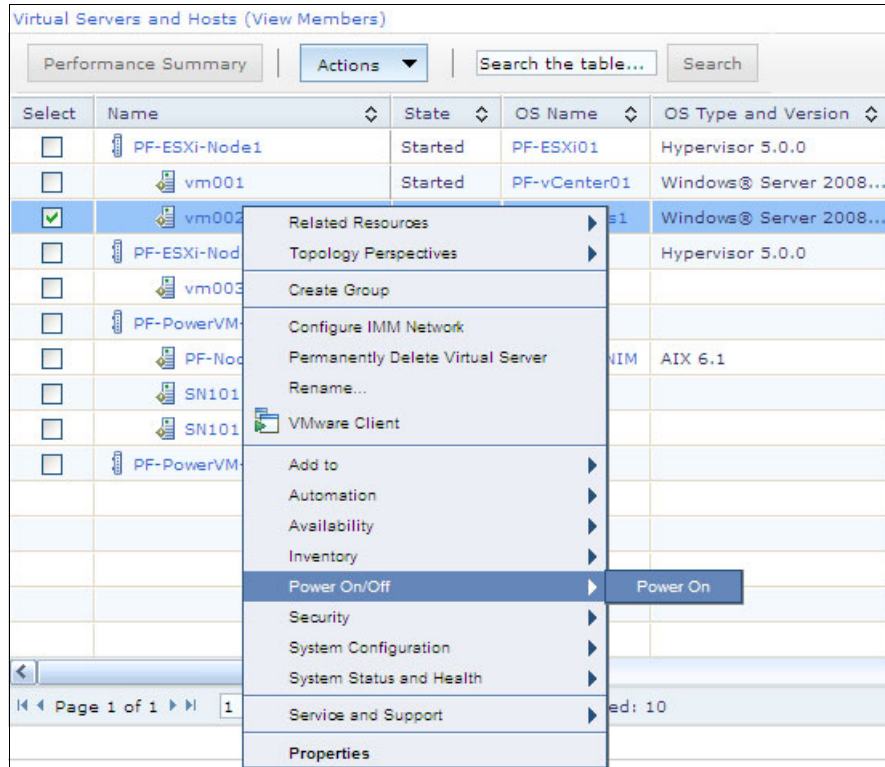 Virtual Servers and Hosts (View Members)
Performance Summary Actions Search the table... Search
Select Name State OS Name OS Type and Version
PF-ESXi-Node1 Started PF-ESXi01 Hypervisor 5.0.0
vm001 Started PF-vCenter01 Windows® Server 2008...
vm002 s1 Windows® Server 2008...
PF-ESXi-Nod Hypervisor 5.0.0
vm003
PF-PowerVM-
PF-Noc NIM AIX 6.1
SN101
SN101
PF-PowerVM-
Related Resources
Topology Perspectives
Create Group
Configure IMM Network
Permanently Delete Virtual Server
Rename...
VMware Client
Add to
Automation
Availability
Inventory
Power On/Off Power On
Security
System Configuration
System Status and Health
Service and Support
Properties
Page 1 of 1 1 ed: 10